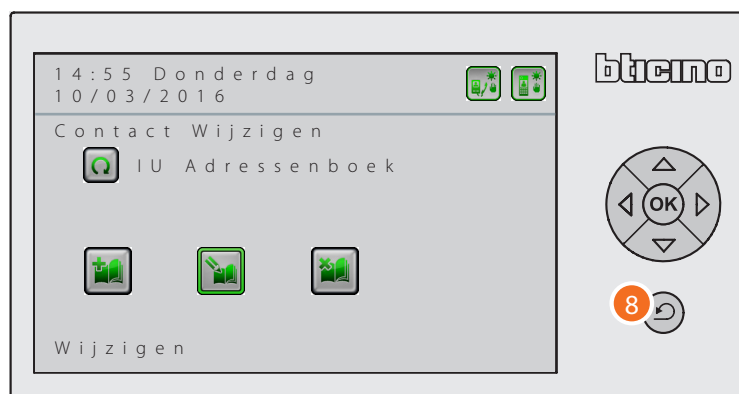 14:55 Donderdag
10/03/2016
bticino
Contact Wijzigen
IU Adressenboek
OK
8
Wijzigen